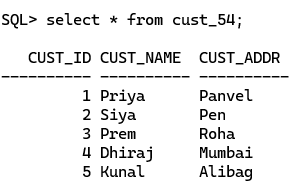 SQL> select * from cust_54;
CUST_ID CUST_NAME CUST_ADDR
---------- ---------- ----------
1 Priya Panvel
2 Siya Pen
3 Prem Roha
4 Dhiraj Mumbai
5 Kunal Alibag